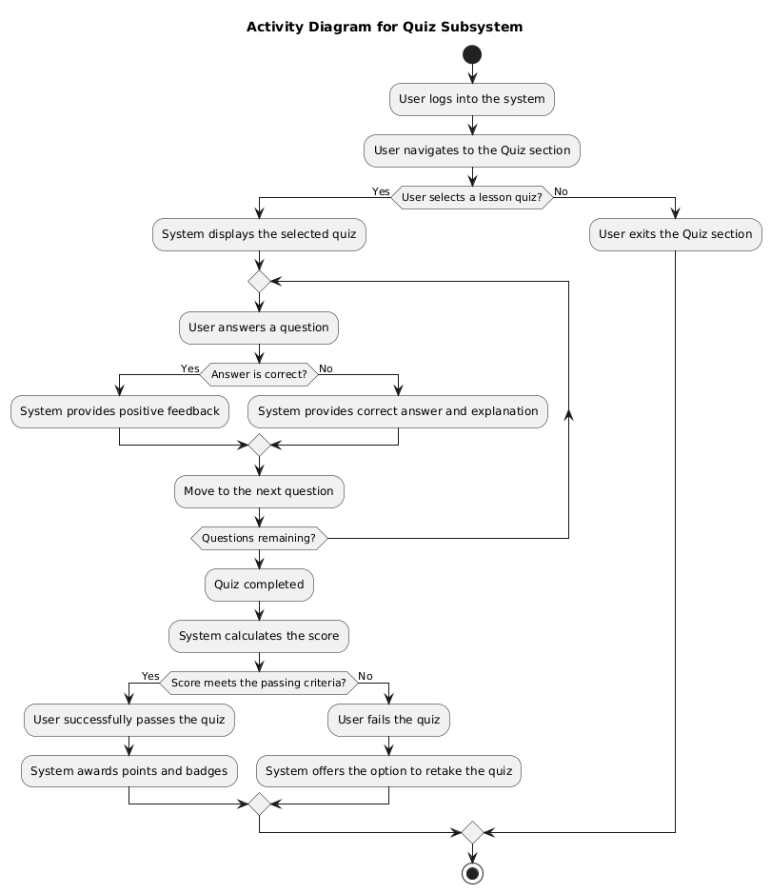 Activity Diagram for Quiz Subsystem
User logs into the system
User navigates to the Quiz section
Yes
User selects a lesson quiz?
No
System displays the selected quiz
User exits the Quiz section
User answers a question
Yes
Answer is correct?
No
System provides positive feedback
System provides correct answer and explanation
Move to the next question
Questions remaining?
Quiz completed
System calculates the score
Yes
Score meets the passing criteria?
No
User successfully passes the quiz
User fails the quiz
System awards points and badges
System offers the option to retake the quiz